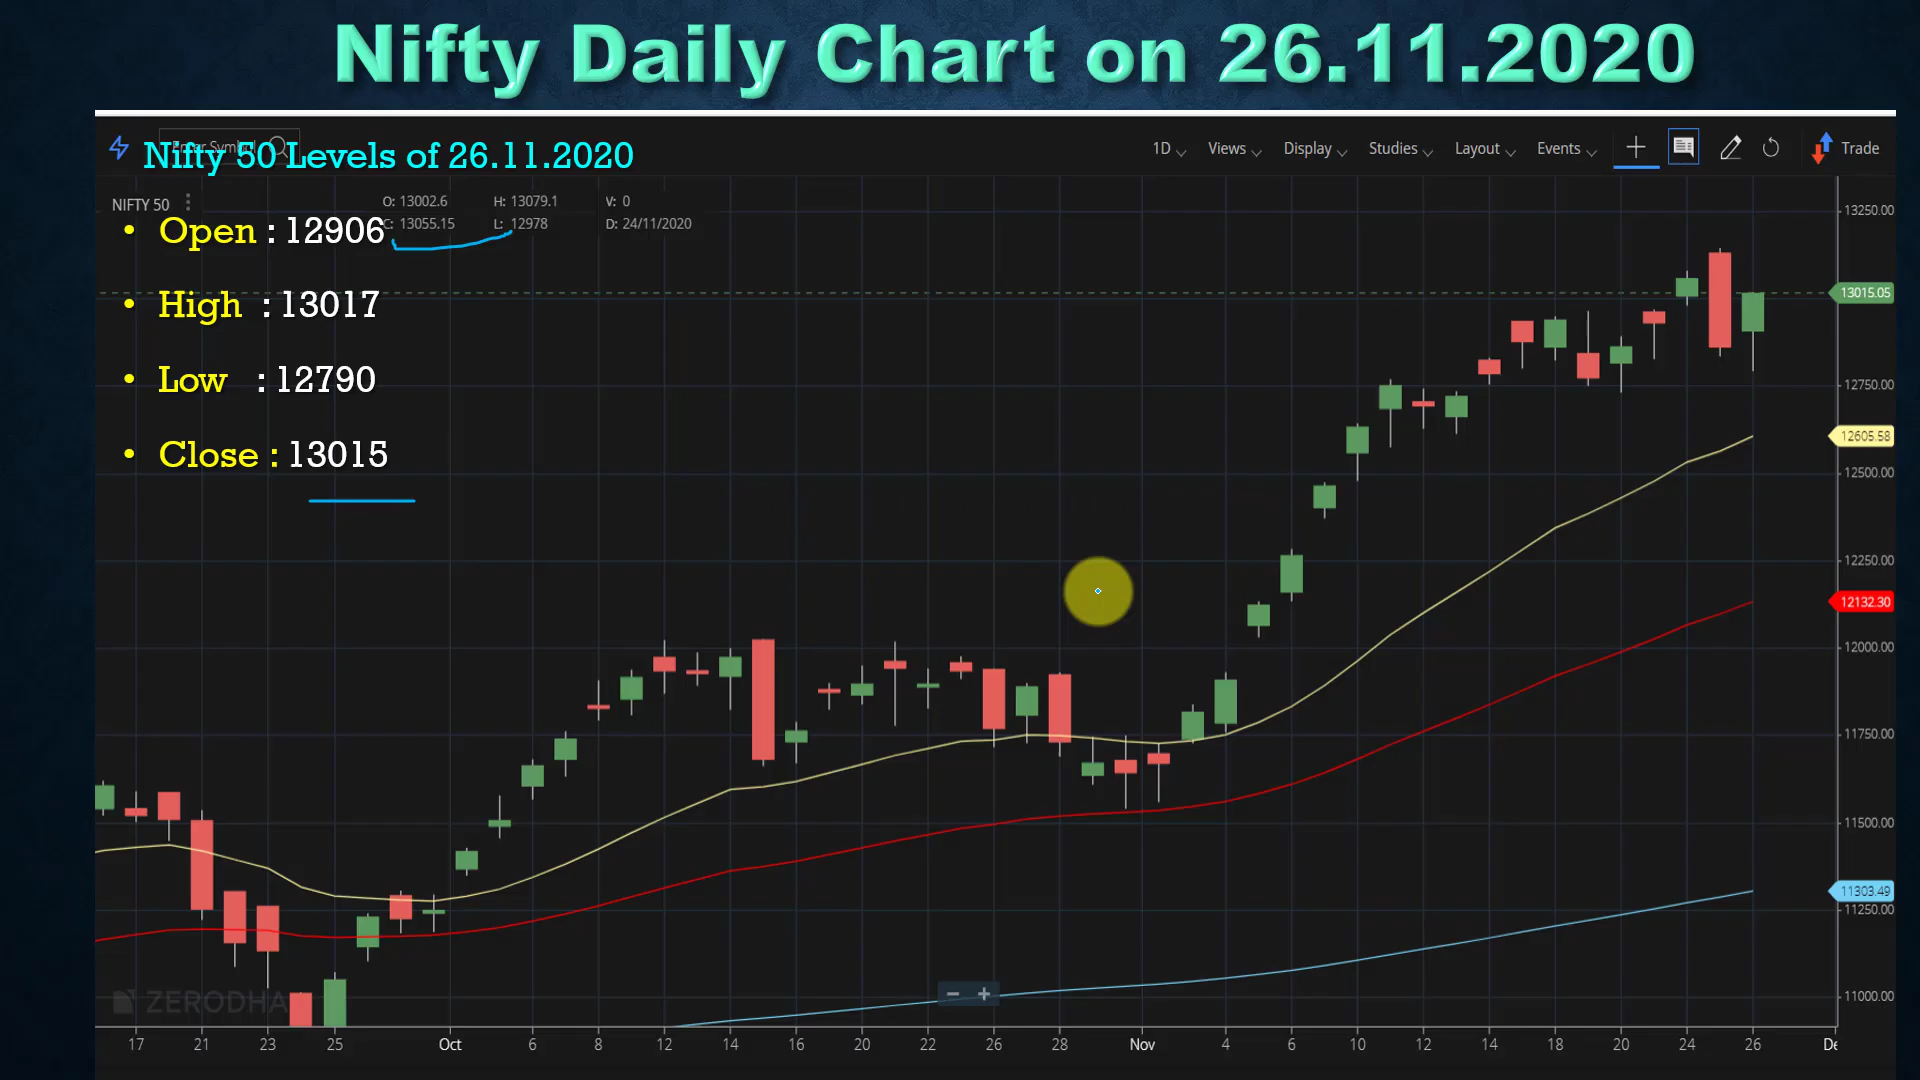 Nifty Daily Chart on 26.11.2020
Nifty 50 Levels of 26.11.2020
1D Views Display Studies Layout Events Trade
NIFTY 50
O: 13002.6 H: 13079.1 V: 0
C: 13055.15 L: 12978 D: 24/11/2020
• Open : 12906
• High : 13017
• Low : 12790
• Close : 13015
13250.00
13015.05
12750.00
12605.58
12500.00
12250.00
12132.30
12000.00
11750.00
11500.00
11303.49
11250.00
11000.00
ZERODHA
17 21 23 25 Oct 6 8 12 14 16 20 22 26 28 Nov 4 6 10 12 14 18 20 24 26